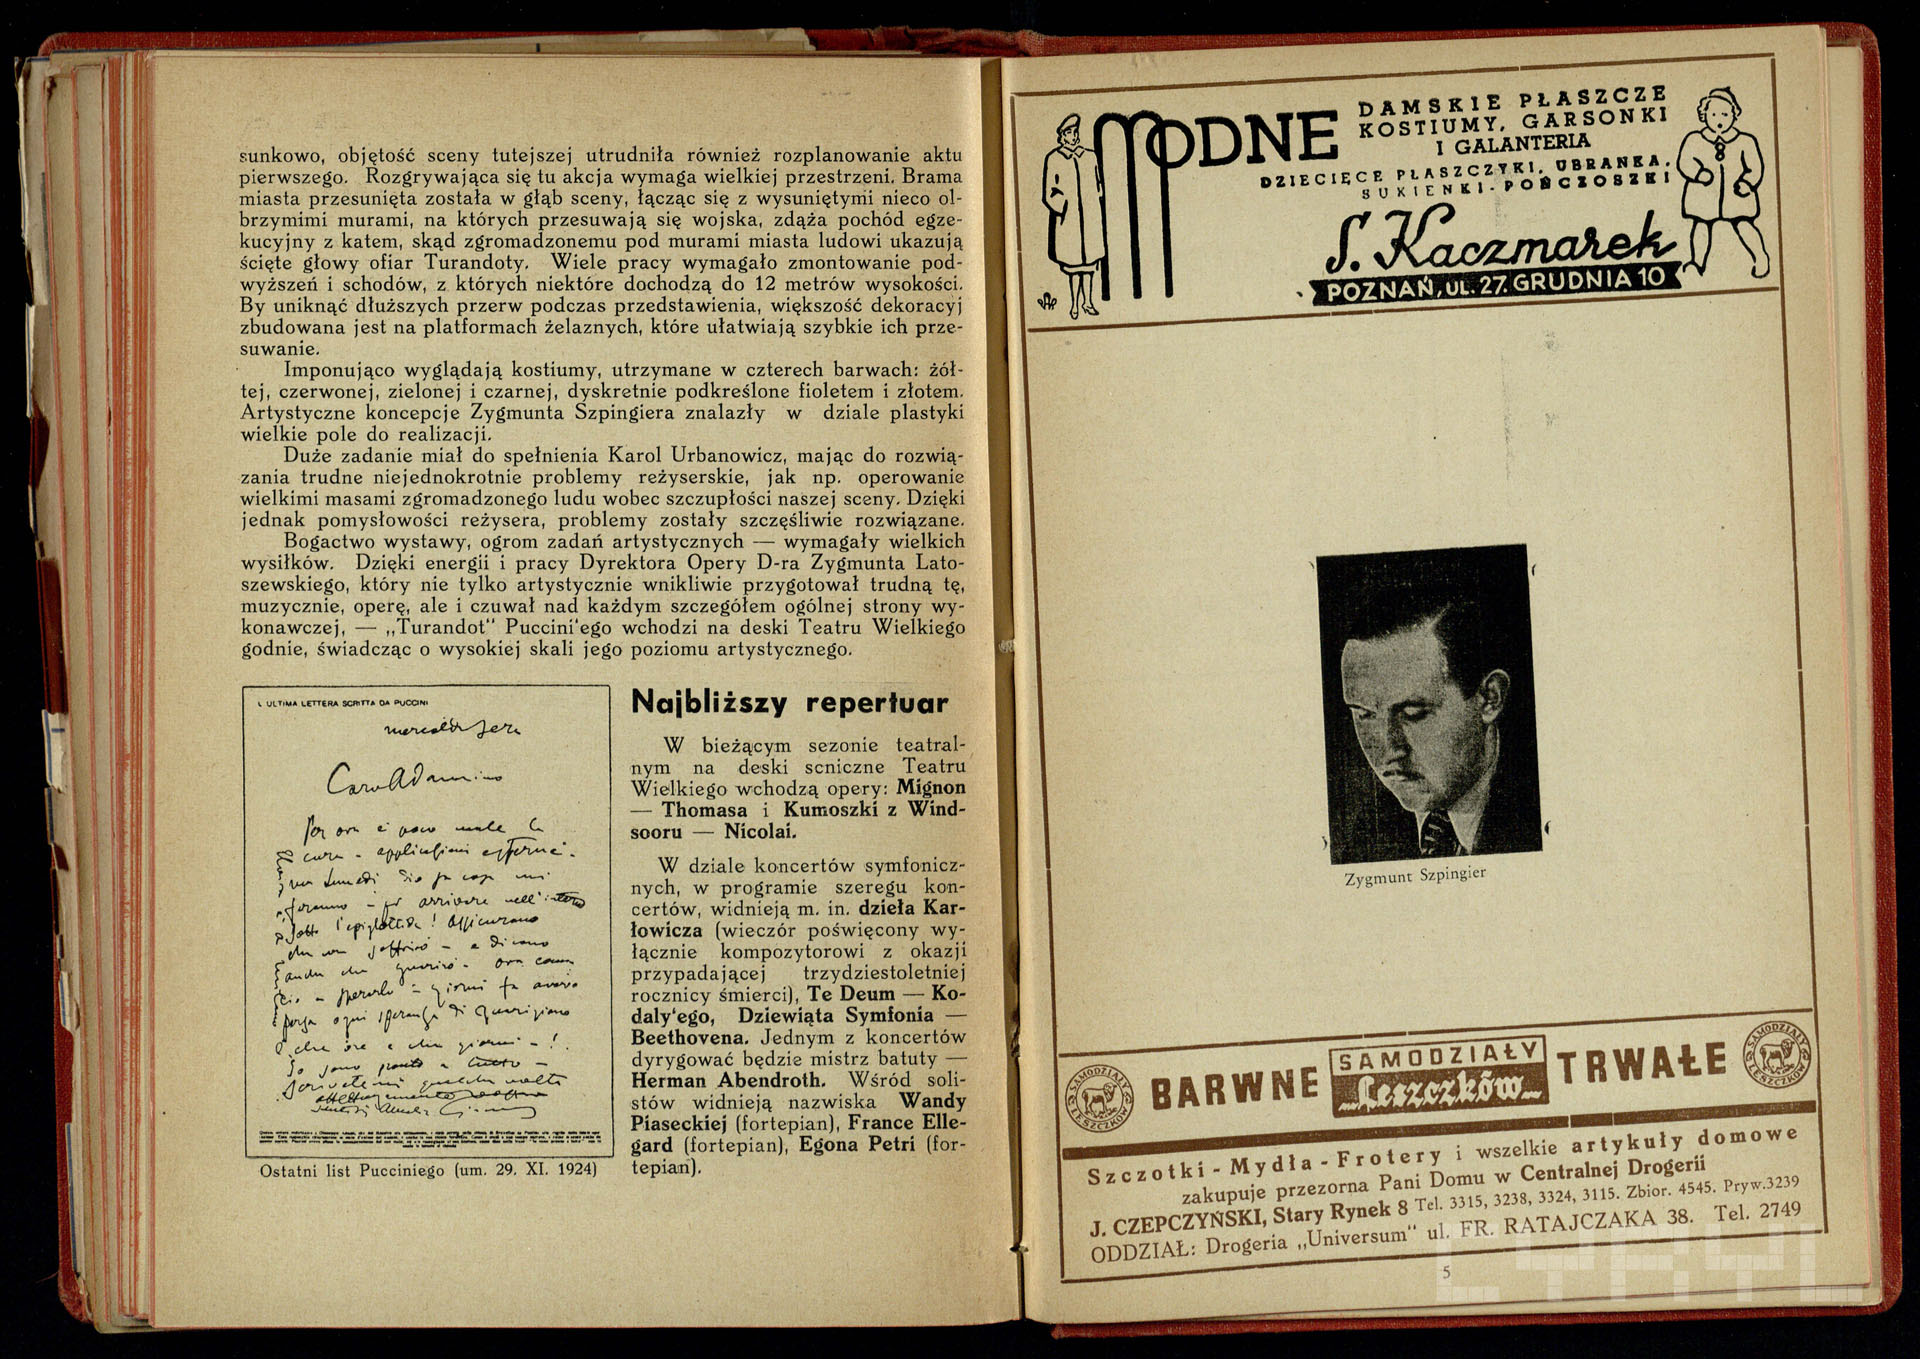 sunkowo, objętość sceny tutejszej utrudniła również rozplanowanie aktu
pierwszego. Rozgrywająca się tu akcja wymaga wielkiej przestrzeni. Brama
miasta przesunięta została w głąb sceny, łącząc się z wysuniętymi nieco ol-
brzymimi murami, na których przesuwają się wojska, zdąża pochód egze-
kucyjny z katem, skąd zgromadzonemu pod murami miasta ludowi ukazują
ścięte głowy ofiar Turandoty. Wiele pracy wymagało zmontowanie pod-
wyższeń i schodów, z których niektóre dochodzą do 12 metrów wysokości.
By uniknąć dłuższych przerw podczas przedstawienia, większość dekoracyj
zbudowana jest na platformach żelaznych, które ułatwiają szybkie ich prze-
suwanie.
Imponująco wyglądają kostiumy, utrzymane w czterech barwach: żół-
tej, czerwonej, zielonej i czarnej, dyskretnie podkreślone fioletem i złotem.
Artystyczne koncepcje Zygmunta Szpingiera znalazły w dziale plastyki
wielkie pole do realizacji.
Duże zadanie miał do spełnienia Karol Urbanowicz, mając do rozwią-
zania trudne niejednokrotnie problemy reżyserskie, jak np. operowanie
wielkimi masami zgromadzonego ludu wobec szczupłości naszej sceny. Dzięki
jednak pomysłowości reżysera, problemy zostały szczęśliwie rozwiązane.
Bogactwo wystawy, ogrom zadań artystycznych — wymagały wielkich
wysiłków. Dzięki energii i pracy Dyrektora Opery D-ra Zygmunta Lato-
szewskiego, który nie tylko artystycznie wnikliwie przygotował trudną tę,
muzycznie, operę, ale i czuwał nad każdym szczegółem ogólnej strony wy-
konawczej, — „Turandot" Puccini'ego wchodzi na deski Teatru Wielkiego
godnie, świadcząc o wysokiej skali jego poziomu artystycznego.
L ULTIMA LETTERA SCRITTA DA PUCCINI
Caro Adamino
Ostatni list Pucciniego (um. 29. XI. 1924)
Najbliższy repertuar
W bieżącym sezonie teatral-
nym na deski scniczne Teatru
Wielkiego wchodzą opery: Mignon
— Thomasa i Kumoszki z Wind-
sooru — Nicolai.
W dziale koncertów symfonicz-
nych, w programie szeregu kon-
certów, widnieją m. in. dzieła Kar-
łowicza (wieczór poświęcony wy-
łącznie kompozytorowi z okazji
przypadającej trzydziestoletniej
rocznicy śmierci), Te Deum — Ko-
daly'ego, Dziewiąta Symfonia —
Beethovena. Jednym z koncertów
dyrygować będzie mistrz batuty —
Herman Abendroth. Wśród soli-
stów widnieją nazwiska Wandy
Piaseckiej (fortepian), France Elle-
gard (fortepian), Egona Petri (for-
tepian).
MODNE
DAMSKIE PŁASZCZE
KOSTIUMY, GARSONKI
I GALANTERIA
DZIECIĘCE PŁASZCZYKI, UBRANKA,
SUKIENKI - POŃCZOSZKI
S. Kaczmarek
POZNAŃ, UL. 27. GRUDNIA 10
Zygmunt Szpingier
SAMODZIAŁY LESZCZKÓW
BARWNE SAMODZIAŁY Leszczków TRWAŁE
SAMODZIAŁY LESZCZKÓW
Szczotki - Mydła - Frotery i wszelkie artykuły domowe
zakupuje przezorna Pani Domu w Centralnej Drogerii
J. CZEPCZYŃSKI, Stary Rynek 8 Tel. 3315, 3238, 3324, 3115. Zbior. 4545. Pryw. 3239
ODDZIAŁ: Drogeria „Universum" ul. FR. RATAJCZAKA 38. Tel. 2749
5